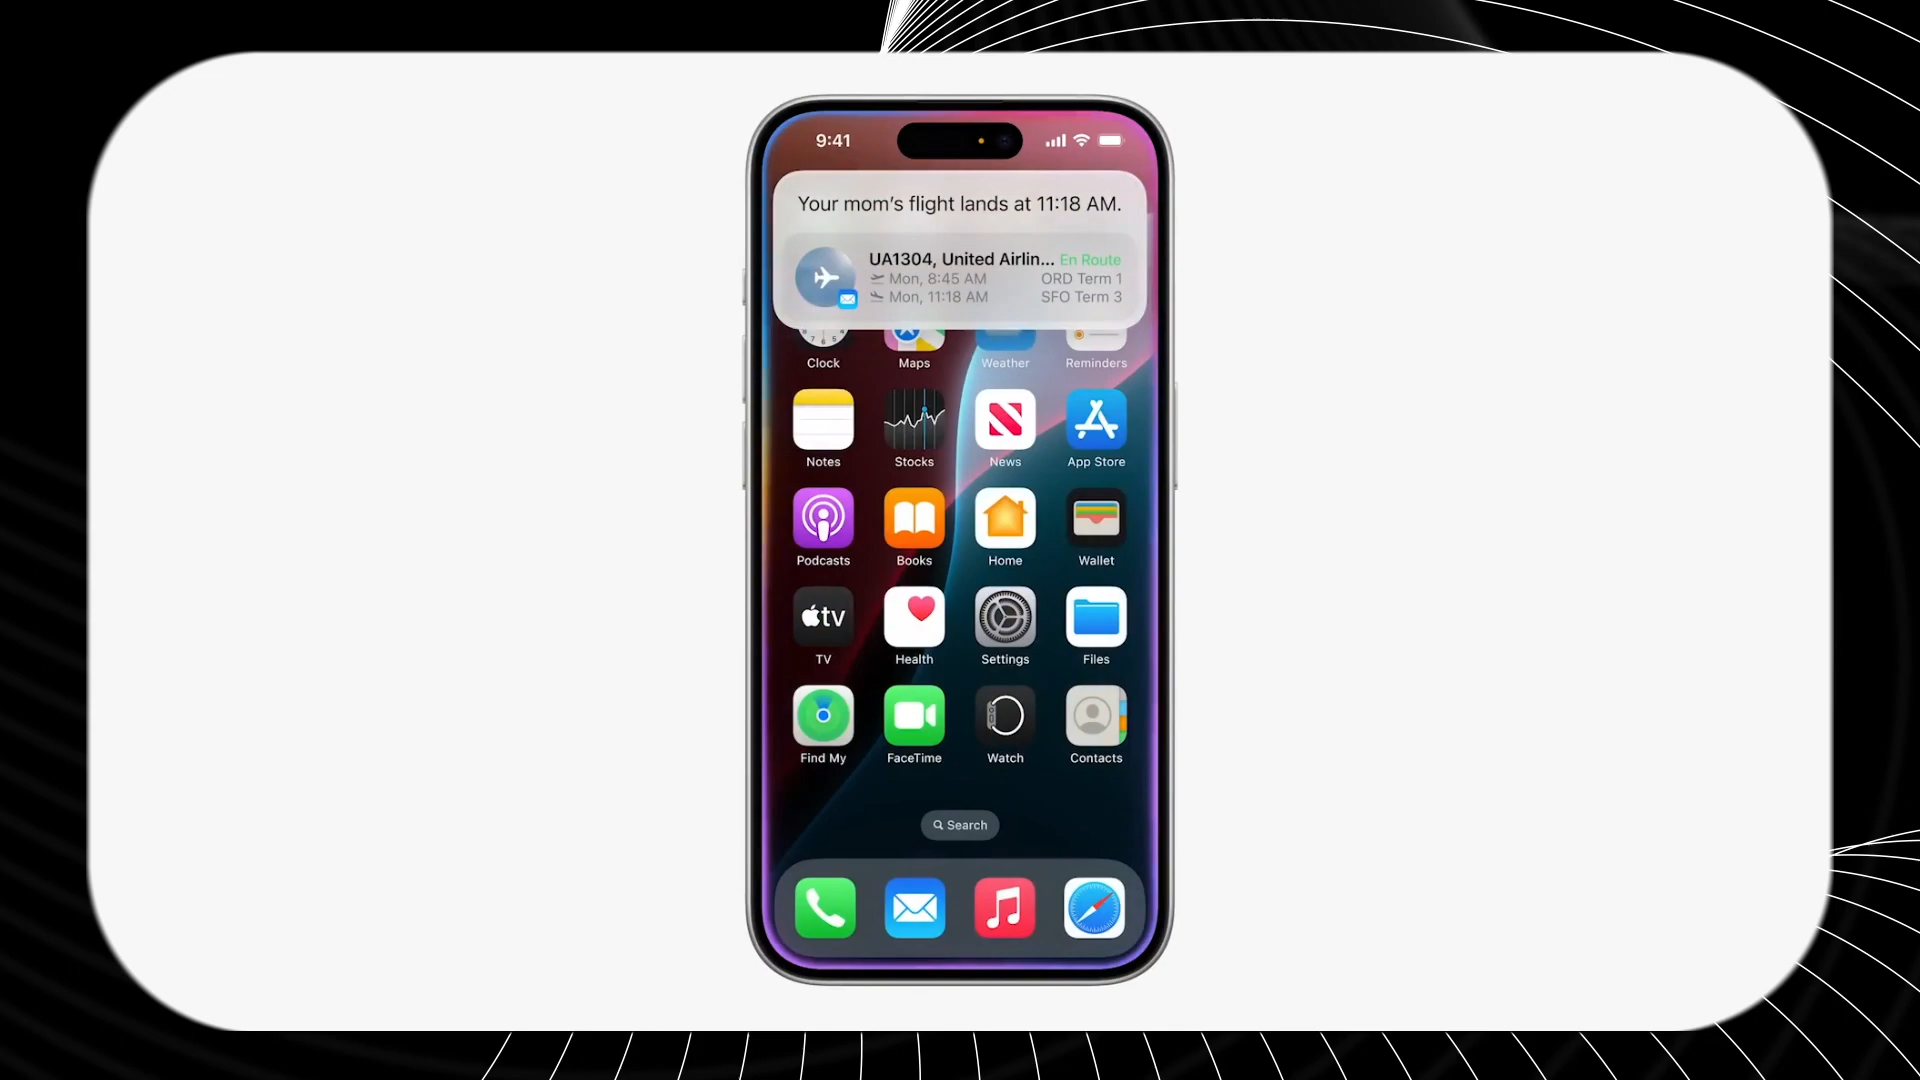 9:41
Your mom's flight lands at 11:18 AM.
UA1304, United Airlin... En Route
Mon, 8:45 AM ORD Term 1
Mon, 11:18 AM SFO Term 3
Clock Maps Weather Reminders
Notes Stocks News App Store
Podcasts Books Home Wallet
tv
TV Health Settings Files
Find My FaceTime Watch Contacts
Search